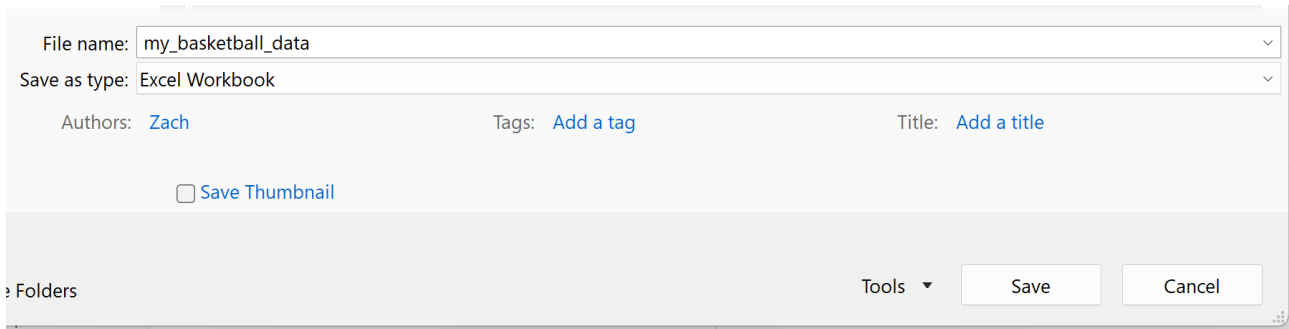 File name: my_basketball_data
Save as type: Excel Workbook
Authors: Zach Tags: Add a tag Title: Add a title
Save Thumbnail
Folders Tools Save Cancel